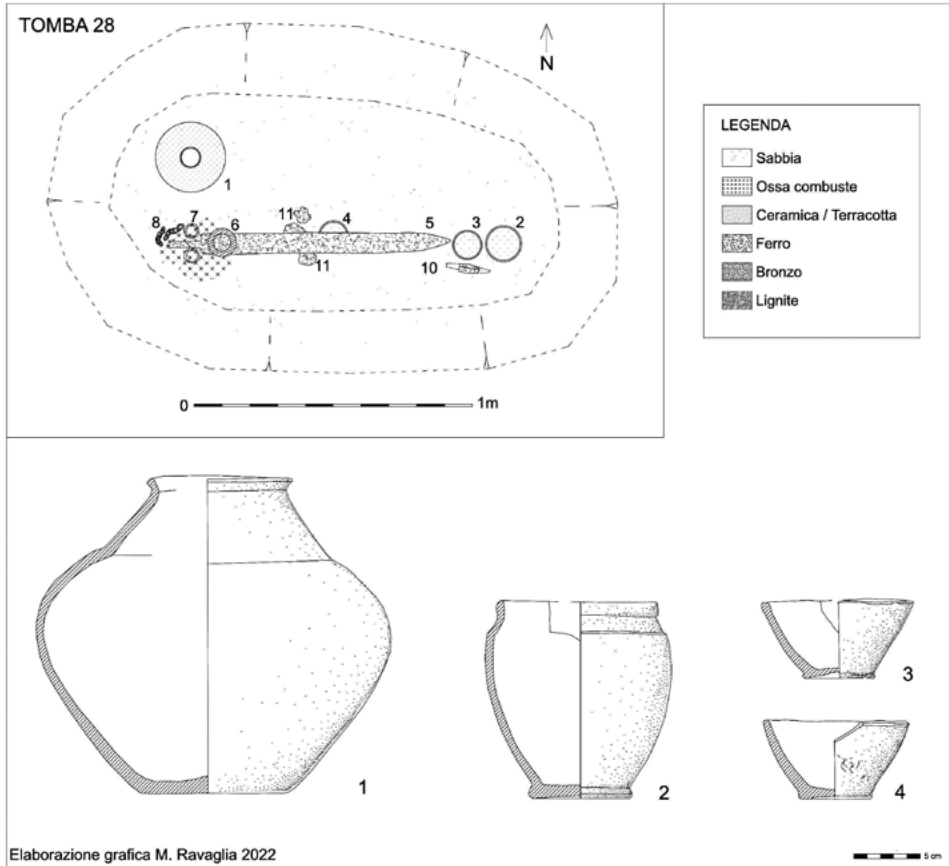 TOMBA 28
N
1
8
7
6
11
4
5
3
2
11
10
0
1m
LEGENDA
Sabbia
Ossa combuste
Ceramica / Terracotta
Ferro
Bronzo
Lignite
1
2
3
4
Elaborazione grafica M. Ravaglia 2022
5 cm